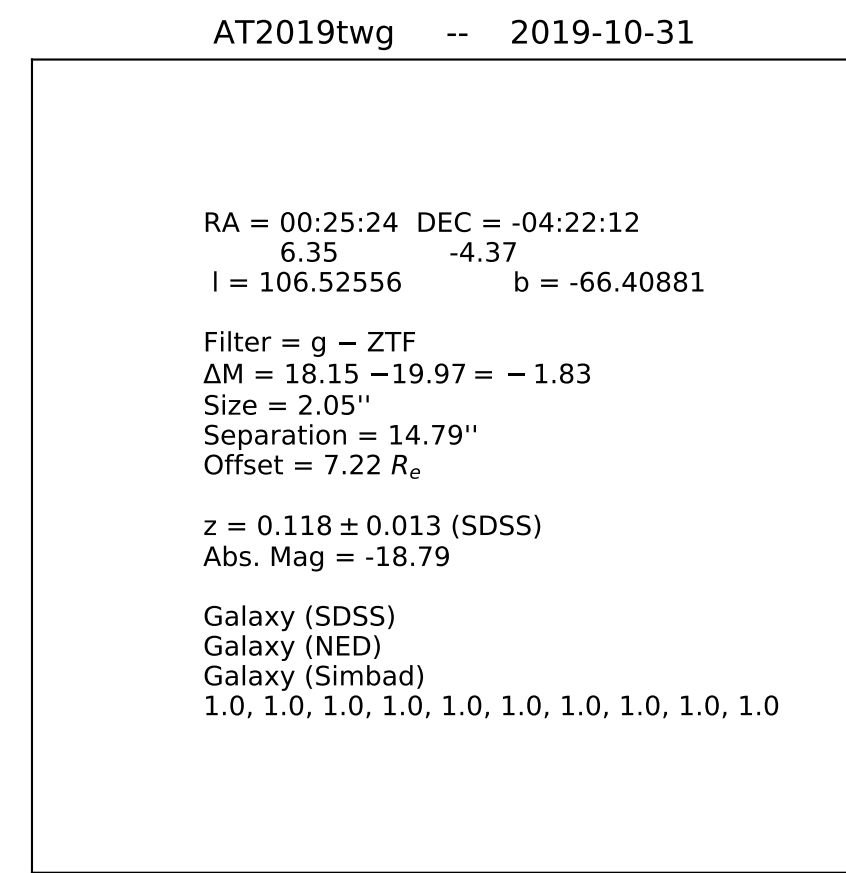 AT2019twg -- 2019-10-31
RA = 00:25:24 DEC = -04:22:12
6.35 -4.37
l = 106.52556 b = -66.40881
Filter = g − ZTF
ΔM = 18.15 −19.97 = − 1.83
Size = 2.05''
Separation = 14.79''
Offset = 7.22 Rₑ
z = 0.118 ± 0.013 (SDSS)
Abs. Mag = -18.79
Galaxy (SDSS)
Galaxy (NED)
Galaxy (Simbad)
1.0, 1.0, 1.0, 1.0, 1.0, 1.0, 1.0, 1.0, 1.0, 1.0